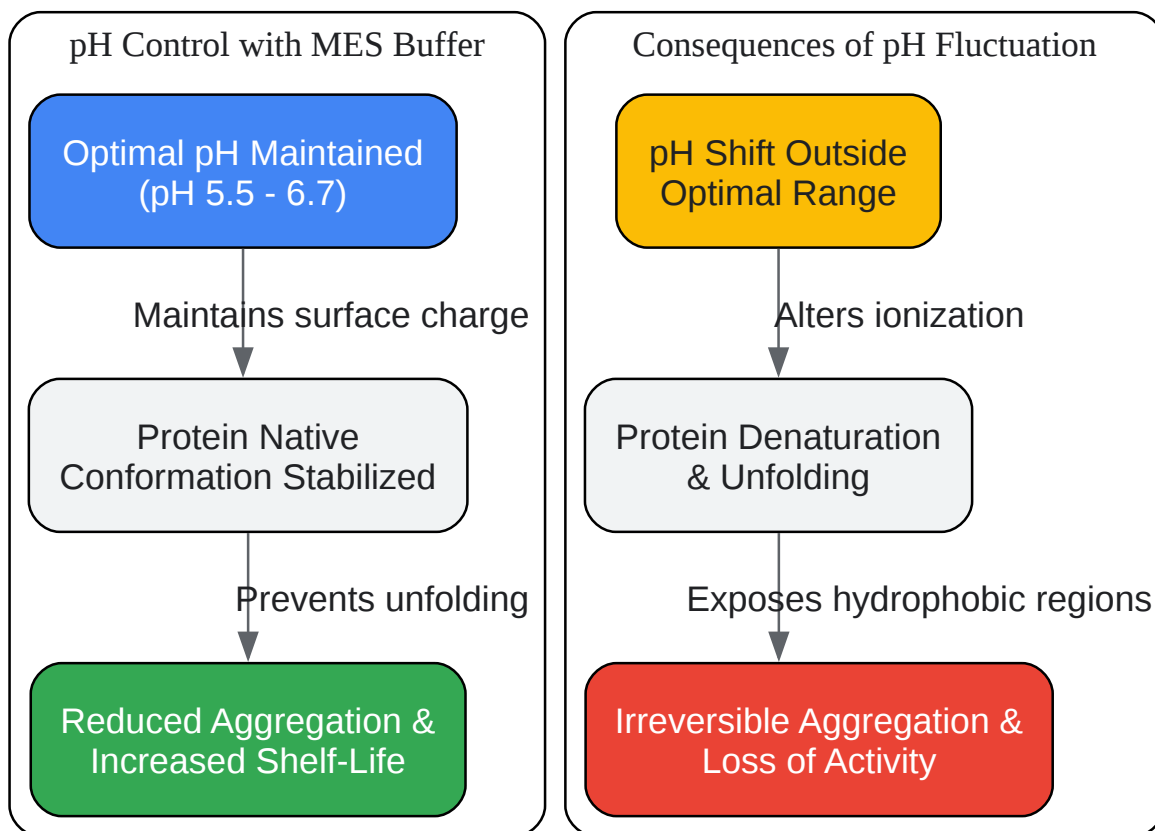 pH Control with MES Buffer
Optimal pH Maintained
(pH 5.5 - 6.7)
Maintains surface charge
Protein Native
Conformation Stabilized
Prevents unfolding
Reduced Aggregation &
Increased Shelf-Life
Consequences of pH Fluctuation
pH Shift Outside
Optimal Range
Alters ionization
Protein Denaturation
& Unfolding
Exposes hydrophobic regions
Irreversible Aggregation &
Loss of Activity